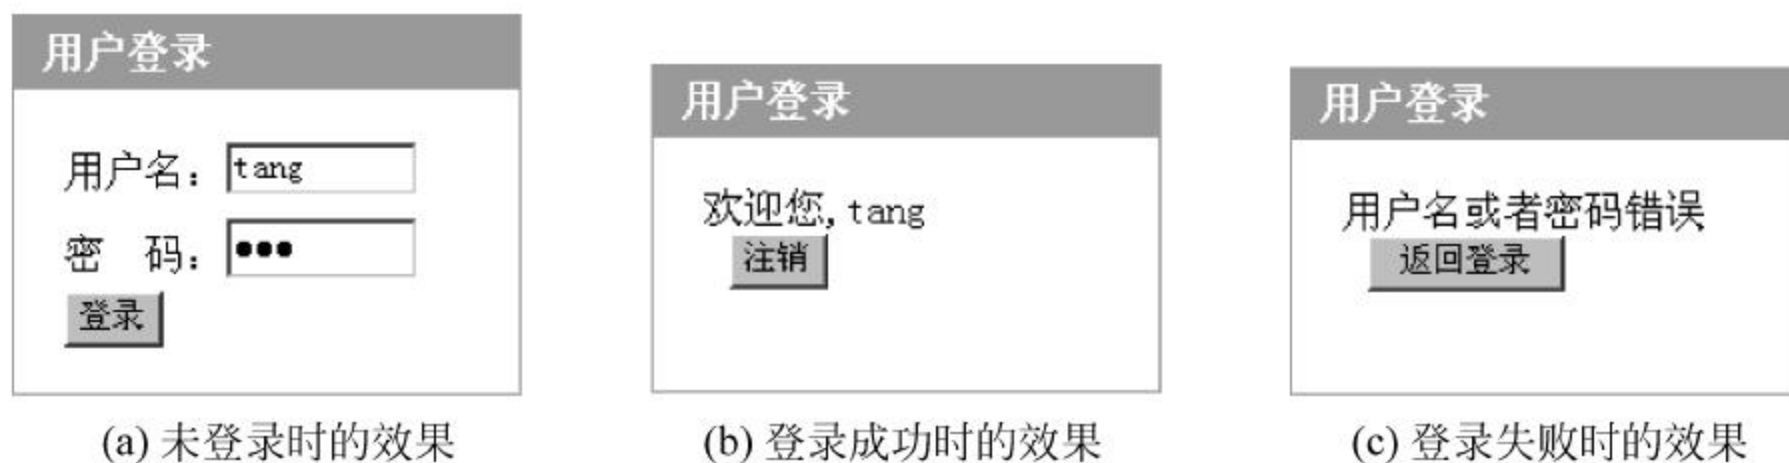 用户登录
用户名：tang
密　码：●●●
登录
(a) 未登录时的效果
用户登录
欢迎您,tang
注销
(b) 登录成功时的效果
用户登录
用户名或者密码错误
返回登录
(c) 登录失败时的效果